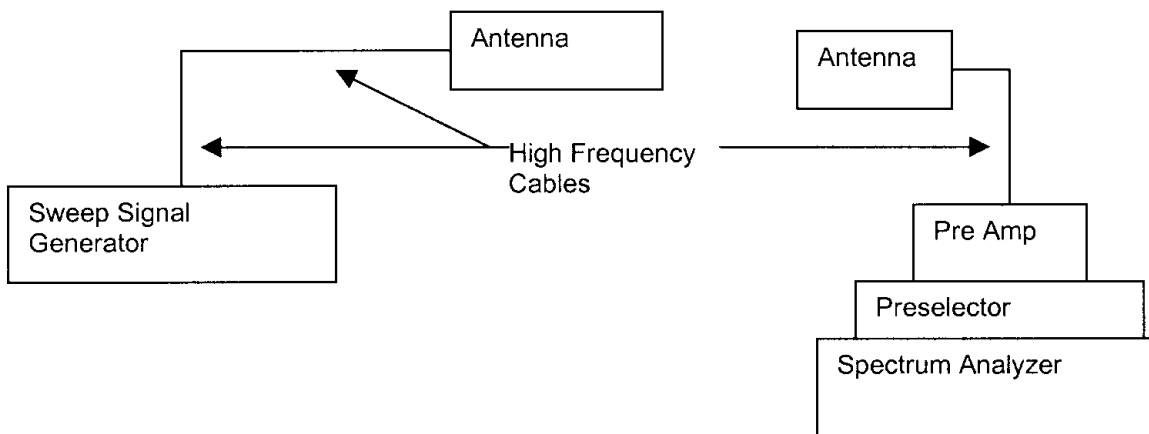 Antenna
Antenna
High Frequency
Cables
Sweep Signal
Generator
Pre Amp
Preselector
Spectrum Analyzer